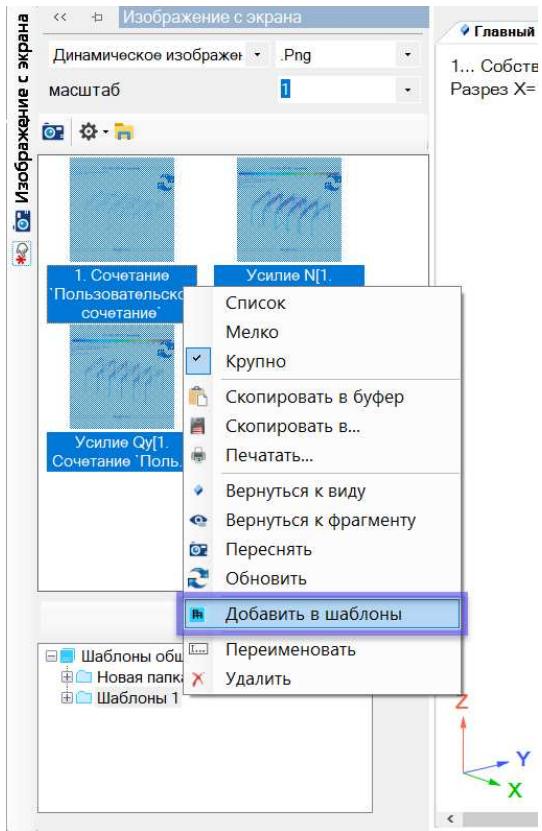 Изображение с экрана
<< Изображение с экрана
Динамическое изображен
.Png
масштаб
1
1. Сочетание
`Пользовательско
сочетание`
Усилие N[1.
Усилие Qy[1.
Сочетание `Поль..
Список
Мелко
Крупно
Скопировать в буфер
Скопировать в...
Печатать...
Вернуться к виду
Вернуться к фрагменту
Переснять
Обновить
Добавить в шаблоны
Переименовать
Удалить
Шаблоны общ
Новая папк
Шаблоны 1
Главный
1... Собств
Разрез X=
Z
Y
X